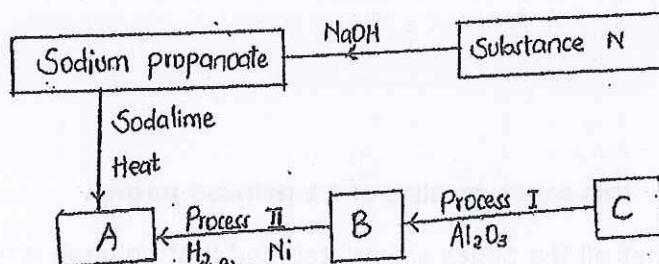 NaOH
Sodium propanoate
Substance N
Sodalime
Heat
A
Process II
H₂(g) Ni
B
Process I
Al₂O₃
C